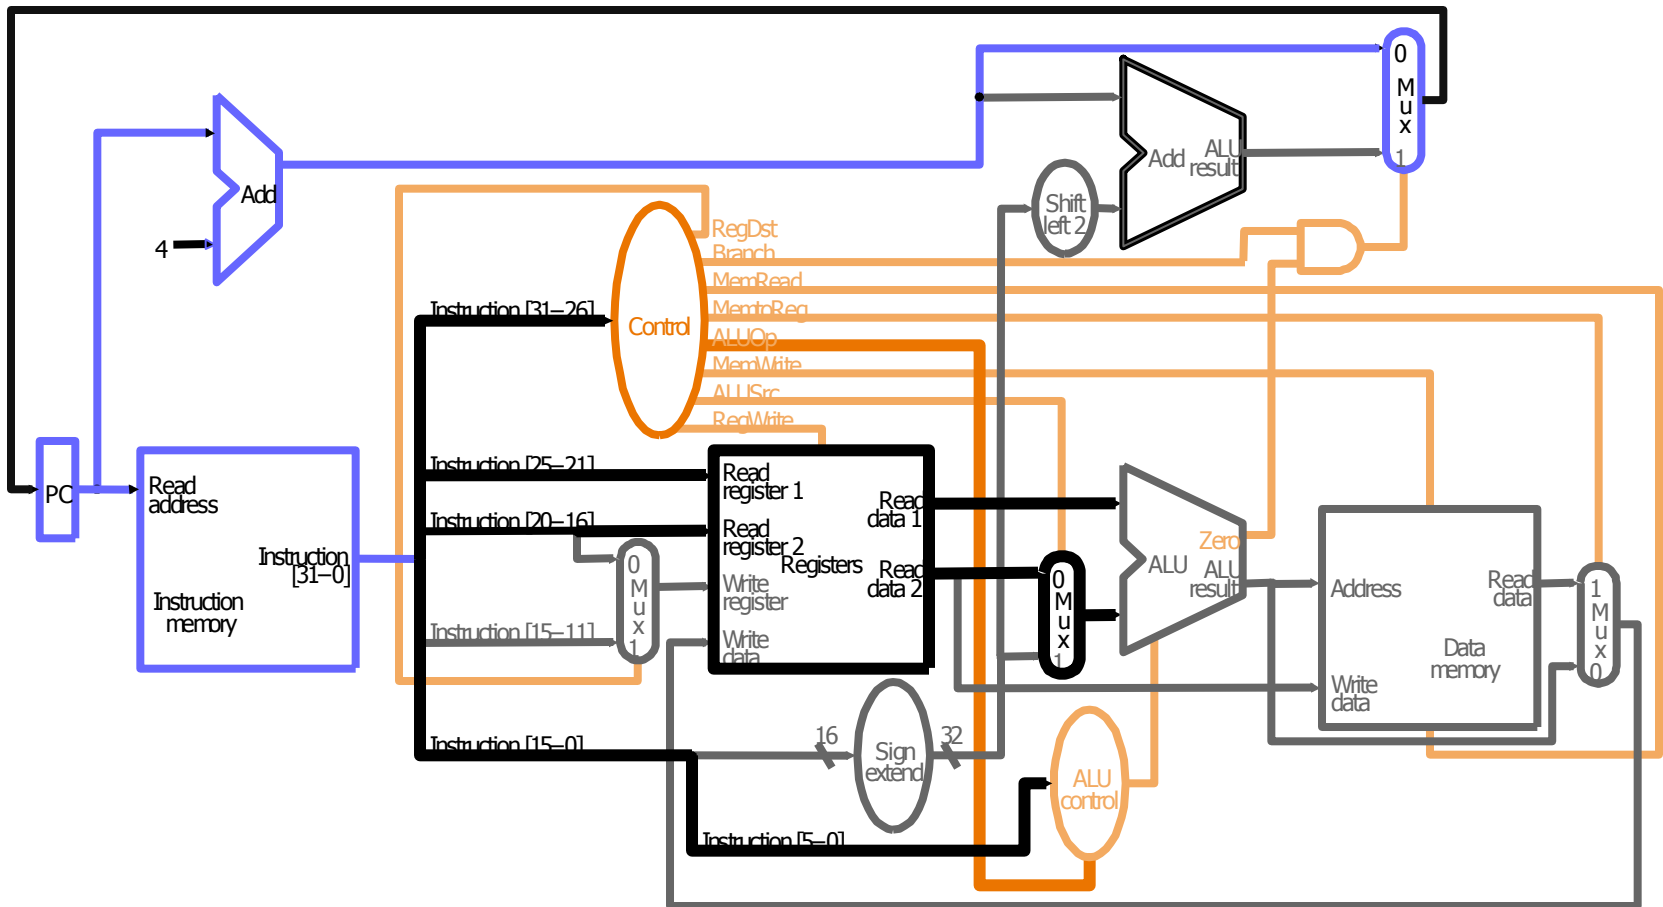 0
M
u
x
1
Add
ALU
result
Add
4
Shift
left 2
RegDst
Branch
MemRead
MemtoReg
ALUOp
MemWrite
ALUSrc
RegWrite
Control
Instruction [31–26]
Instruction [25–21]
Instruction [20–16]
Instruction [15–11]
Instruction [15–0]
Instruction [5–0]
PC
Read
address
Instruction
[31–0]
Instruction
memory
0
M
u
x
1
Read
register 1
Read
register 2
Write
register
Write
data
Registers
Read
data 1
Read
data 2
0
M
u
x
1
Zero
ALU
ALU
result
Address
Write
data
Read
data
Data
memory
1
M
u
x
0
16
Sign
extend
32
ALU
control